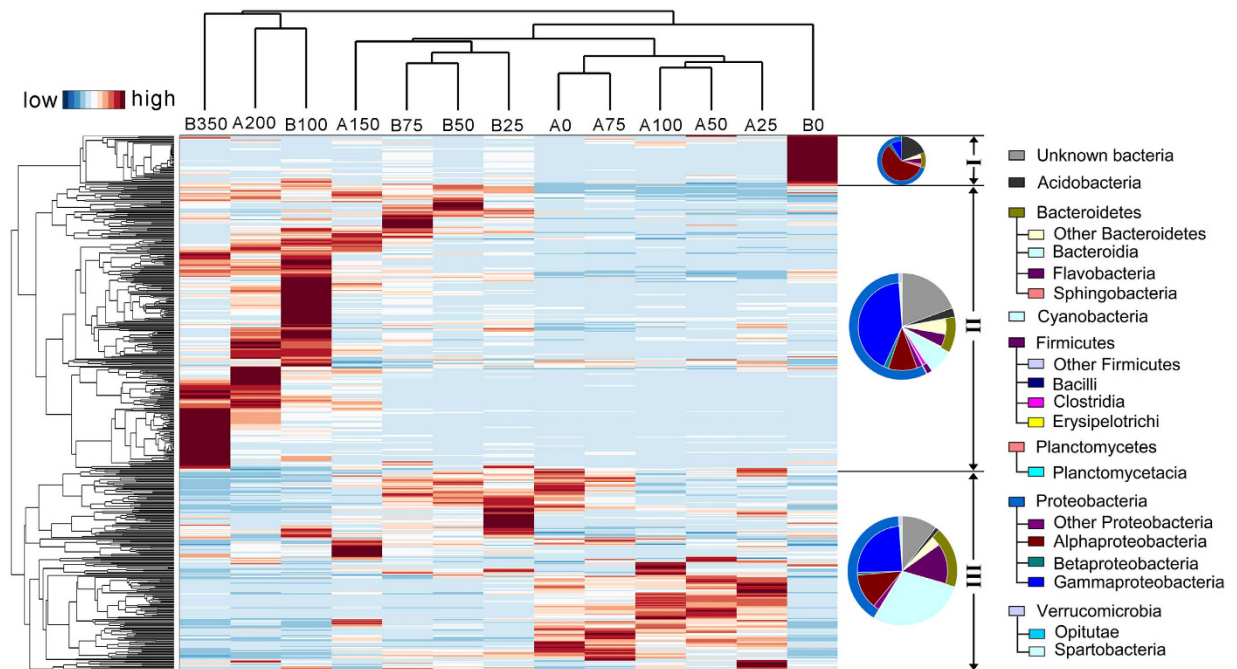 low high
B350 A200 B100 A150 B75 B50 B25 A0 A75 A100 A50 A25 B0
I
II
III
Unknown bacteria
Acidobacteria
Bacteroidetes
Other Bacteroidetes
Bacteroidia
Flavobacteria
Sphingobacteria
Cyanobacteria
Firmicutes
Other Firmicutes
Bacilli
Clostridia
Erysipelotrichi
Planctomycetes
Planctomycetacia
Proteobacteria
Other Proteobacteria
Alphaproteobacteria
Betaproteobacteria
Gammaproteobacteria
Verrucomicrobia
Opitutae
Spartobacteria